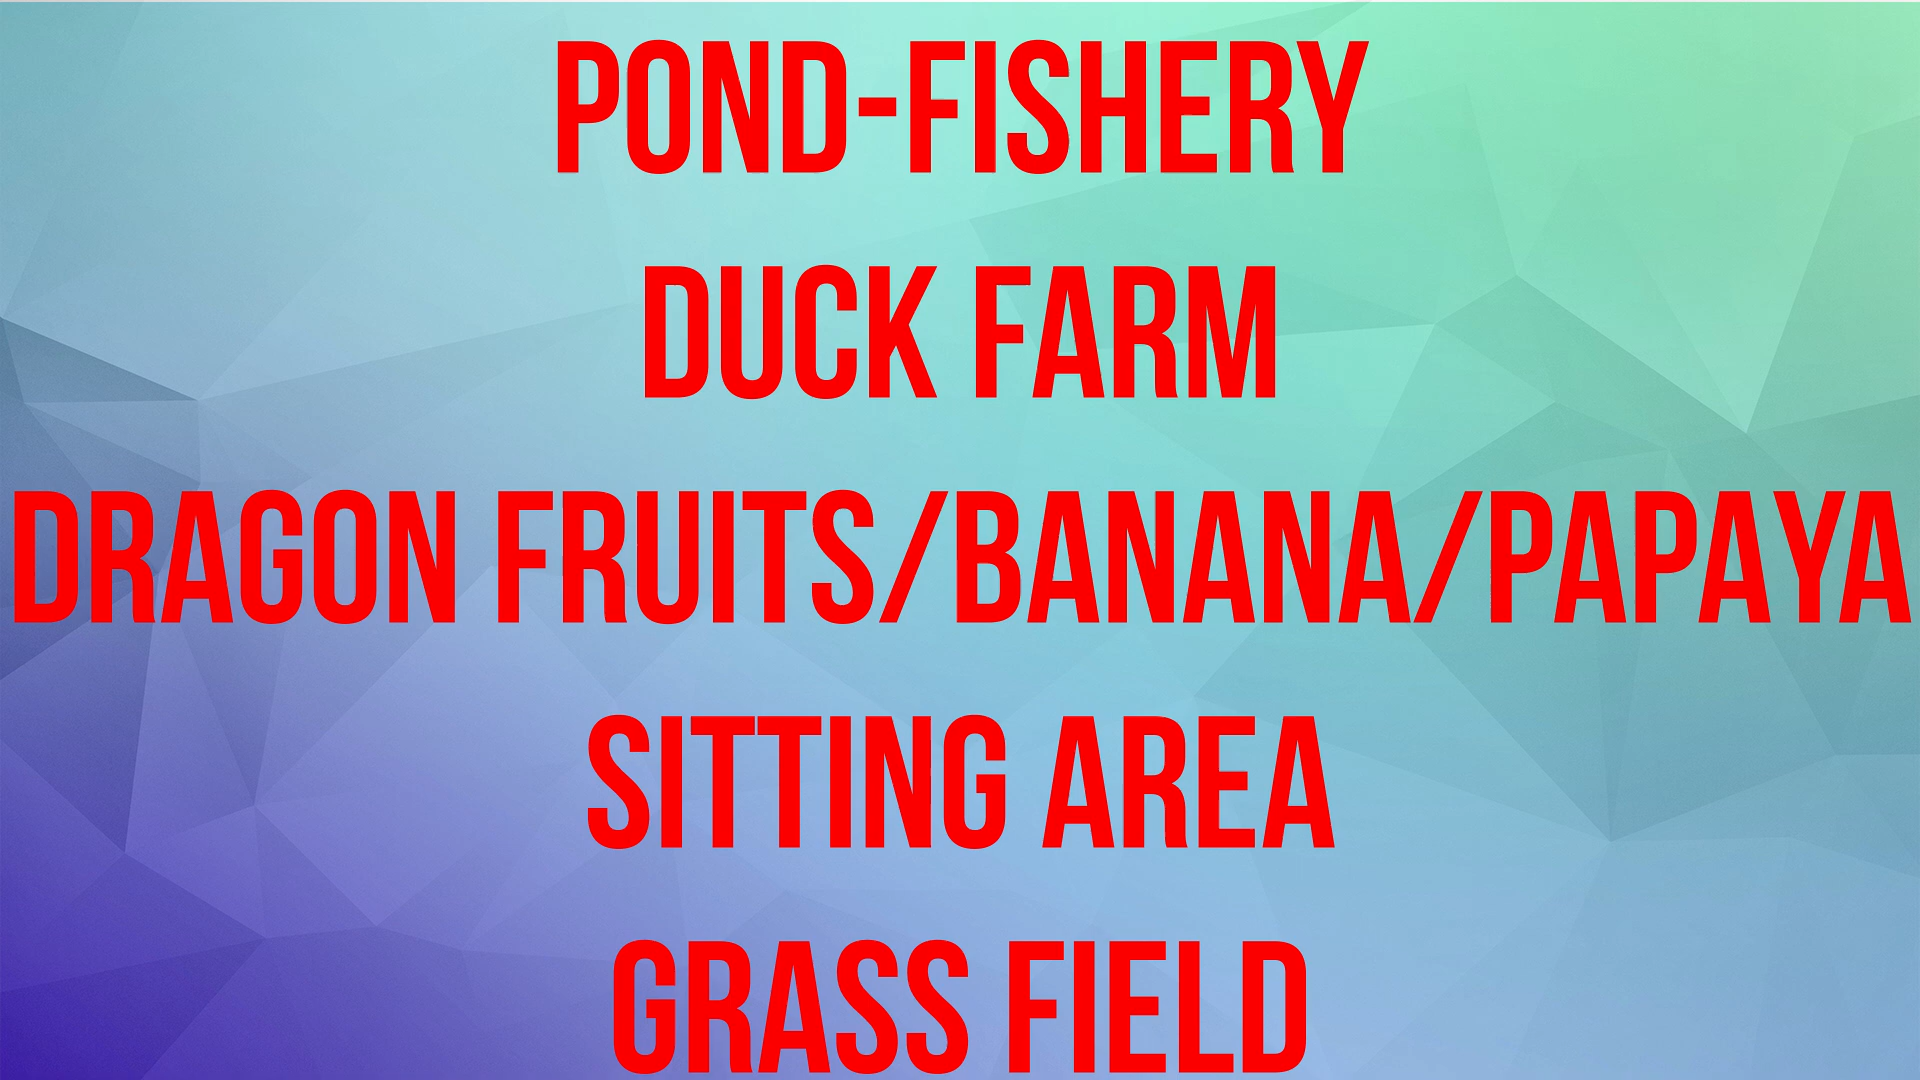 POND-FISHERY
DUCK FARM
DRAGON FRUITS/BANANA/PAPAYA
SITTING AREA
GRASS FIELD